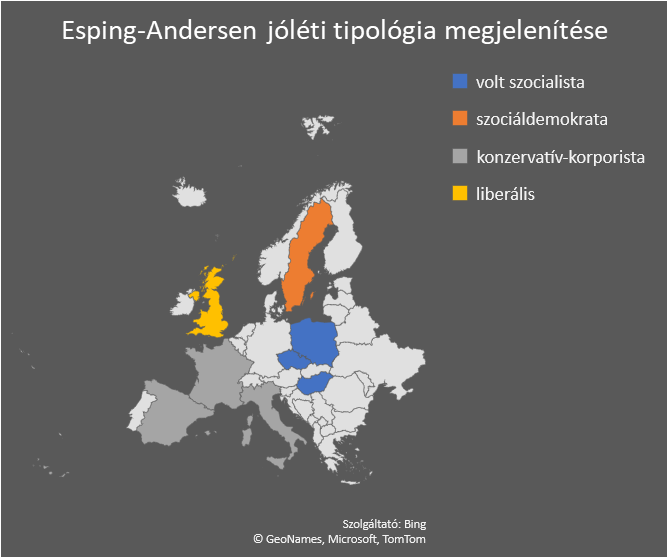 Esping-Andersen jóléti tipológia megjelenítése
volt szocialista
szociáldemokrata
konzervatív-korporista
liberális
Szolgáltató: Bing
© GeoNames, Microsoft, TomTom